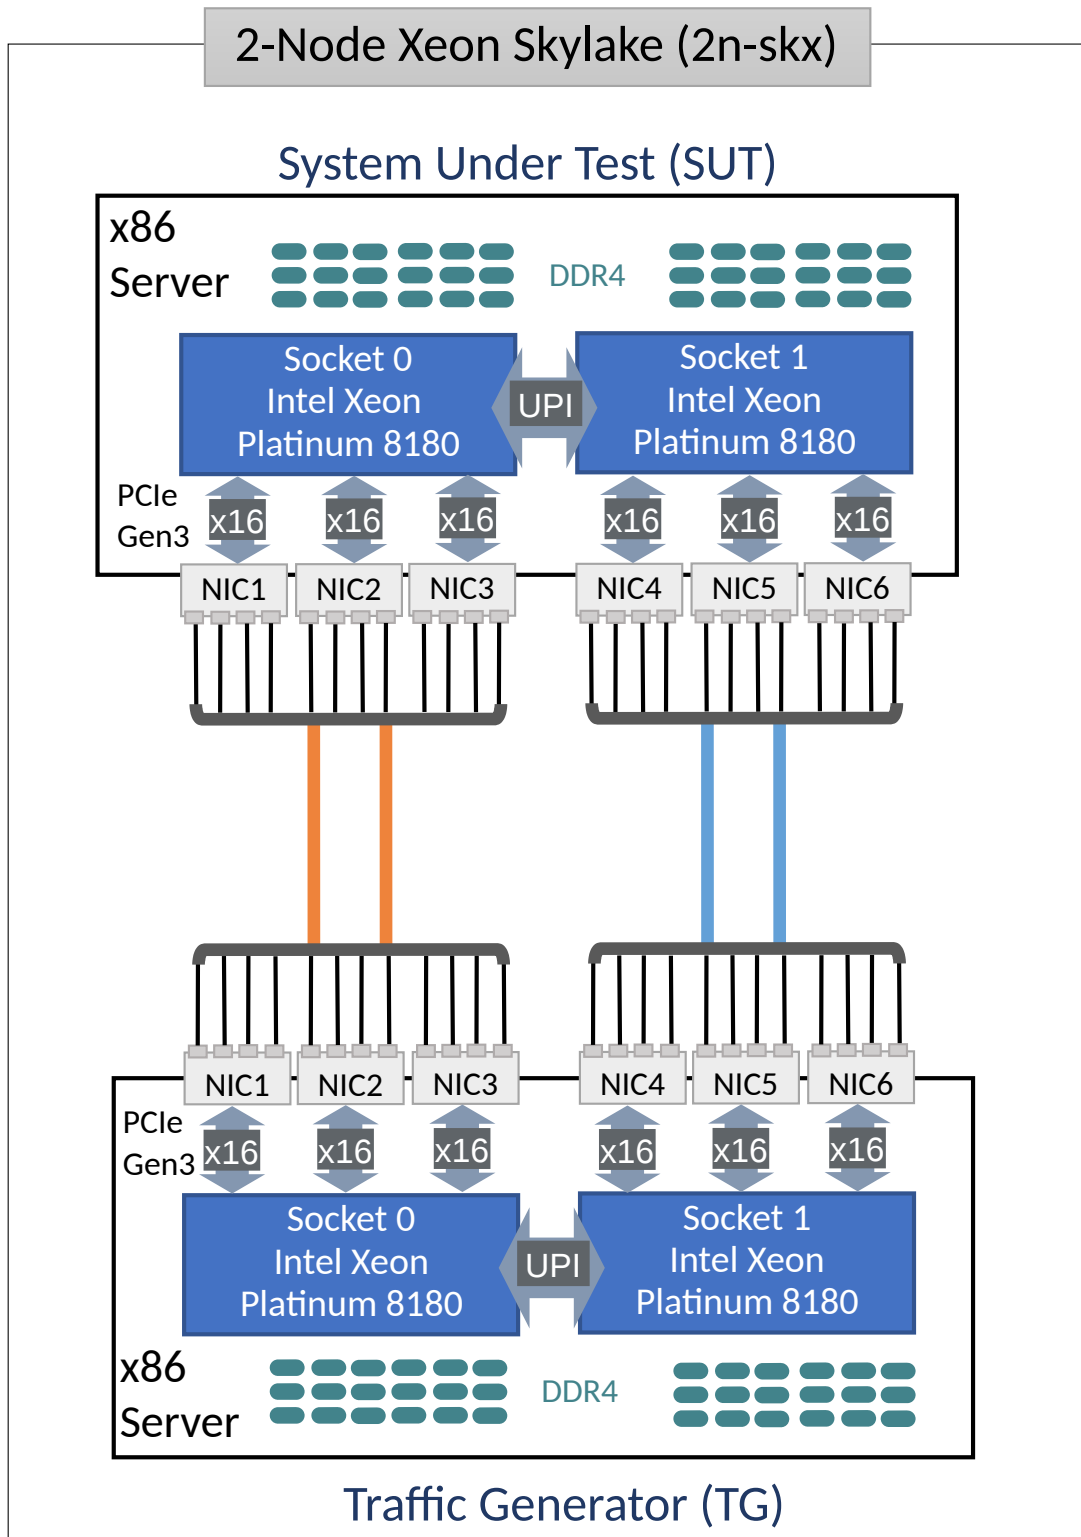 2-Node Xeon Skylake (2n-skx)
System Under Test (SUT)
x86
Server
DDR4
Socket 0
Intel Xeon
Platinum 8180
UPI
Socket 1
Intel Xeon
Platinum 8180
PCIe
Gen3
x16
x16
x16
x16
x16
x16
NIC1
NIC2
NIC3
NIC4
NIC5
NIC6
NIC1
NIC2
NIC3
NIC4
NIC5
NIC6
PCIe
Gen3
x16
x16
x16
x16
x16
x16
Socket 0
Intel Xeon
Platinum 8180
UPI
Socket 1
Intel Xeon
Platinum 8180
x86
Server
DDR4
Traffic Generator (TG)